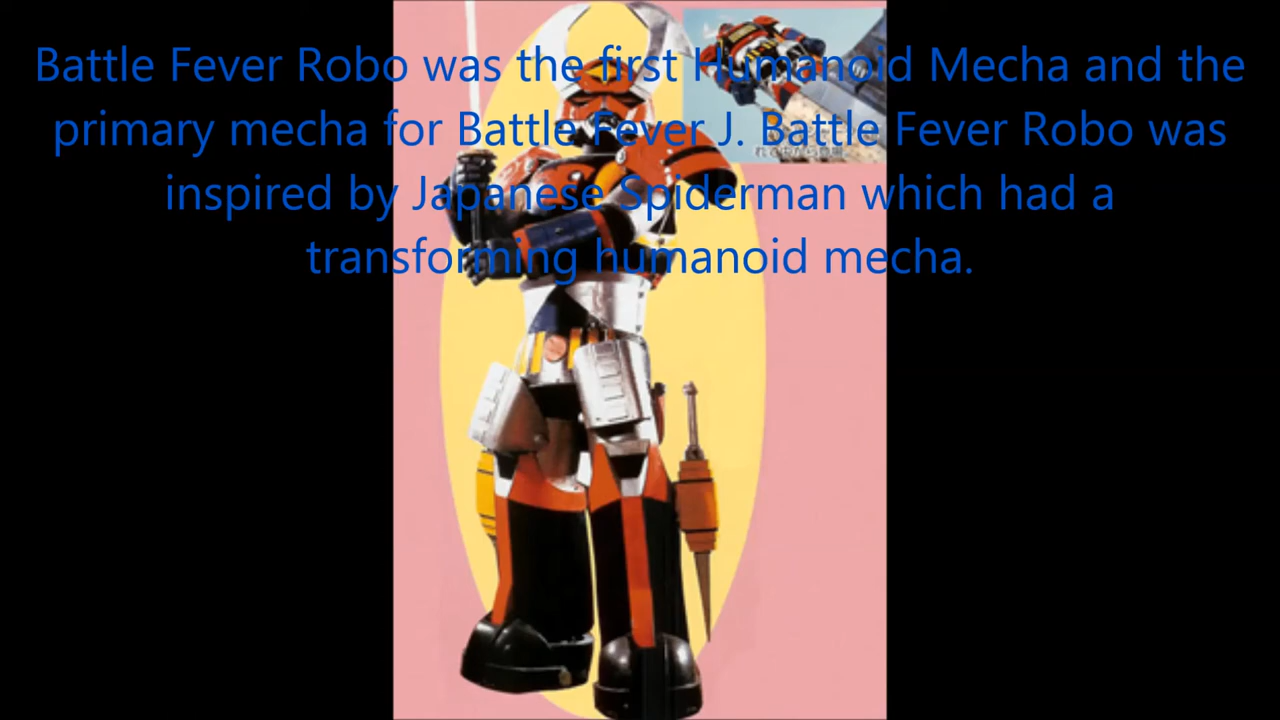 Battle Fever Robo was the first Humanoid Mecha and the
primary mecha for Battle Fever J. Battle Fever Robo was
inspired by Japanese Spiderman which had a
transforming humanoid mecha.